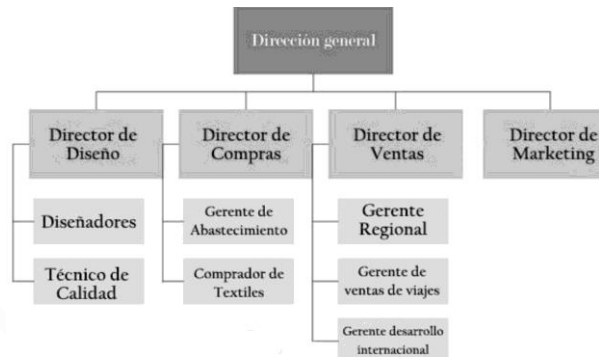 Dirección general
Director de
Diseño
Director de
Compras
Director de
Ventas
Director de
Marketing
Diseñadores
Gerente de
Abastecimiento
Gerente
Regional
Técnico de
Calidad
Comprador de
Textiles
Gerente de
ventas de viajes
Gerente desarrollo
internacional